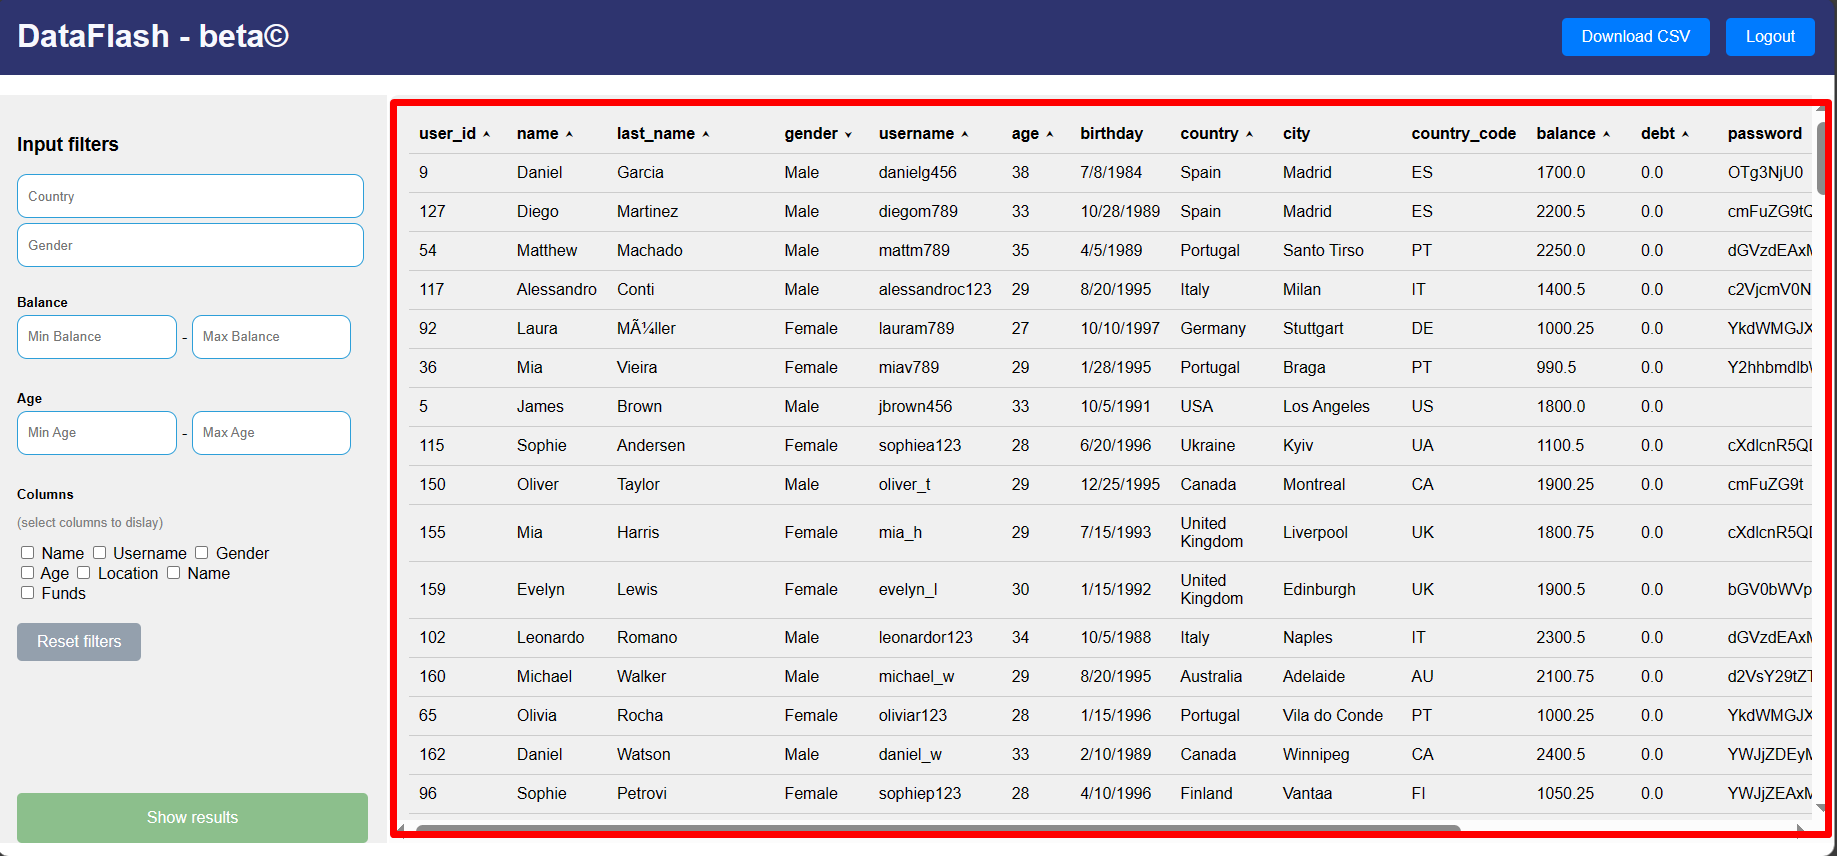 DataFlash - beta©
Download CSV Logout
Input filters
Country
Gender
Balance
Min Balance - Max Balance
Age
Min Age - Max Age
Columns
(select columns to dislay)
Name Username Gender
Age Location Name
Funds
Reset filters
Show results
user_id name last_name gender username age birthday country city country_code balance debt password
9 Daniel Garcia Male danielg456 38 7/8/1984 Spain Madrid ES 1700.0 0.0 OTg3NjU0
127 Diego Martinez Male diegom789 33 10/28/1989 Spain Madrid ES 2200.5 0.0 cmFuZG9tQ
54 Matthew Machado Male mattm789 35 4/5/1989 Portugal Santo Tirso PT 2250.0 0.0 dGVzdEAxM
117 Alessandro Conti Male alessandroc123 29 8/20/1995 Italy Milan IT 1400.5 0.0 c2VjcmV0N
92 Laura MÃ¼ller Female lauram789 27 10/10/1997 Germany Stuttgart DE 1000.25 0.0 YkdWMGJX
36 Mia Vieira Female miav789 29 1/28/1995 Portugal Braga PT 990.5 0.0 Y2hhbmdlbV
5 James Brown Male jbrown456 33 10/5/1991 USA Los Angeles US 1800.0 0.0
115 Sophie Andersen Female sophiea123 28 6/20/1996 Ukraine Kyiv UA 1100.5 0.0 cXdlcnR5QD
150 Oliver Taylor Male oliver_t 29 12/25/1995 Canada Montreal CA 1900.25 0.0 cmFuZG9t
155 Mia Harris Female mia_h 29 7/15/1993 United Kingdom Liverpool UK 1800.75 0.0 cXdlcnR5QD
159 Evelyn Lewis Female evelyn_l 30 1/15/1992 United Kingdom Edinburgh UK 1900.5 0.0 bGV0bWVp
102 Leonardo Romano Male leonardor123 34 10/5/1988 Italy Naples IT 2300.5 0.0 dGVzdEAxM
160 Michael Walker Male michael_w 29 8/20/1995 Australia Adelaide AU 2100.75 0.0 d2VsY29tZT
65 Olivia Rocha Female oliviar123 28 1/15/1996 Portugal Vila do Conde PT 1000.25 0.0 YkdWMGJX
162 Daniel Watson Male daniel_w 33 2/10/1989 Canada Winnipeg CA 2400.5 0.0 YWJjZDEyM
96 Sophie Petrovi Female sophiep123 28 4/10/1996 Finland Vantaa FI 1050.25 0.0 YWJjZEAxM